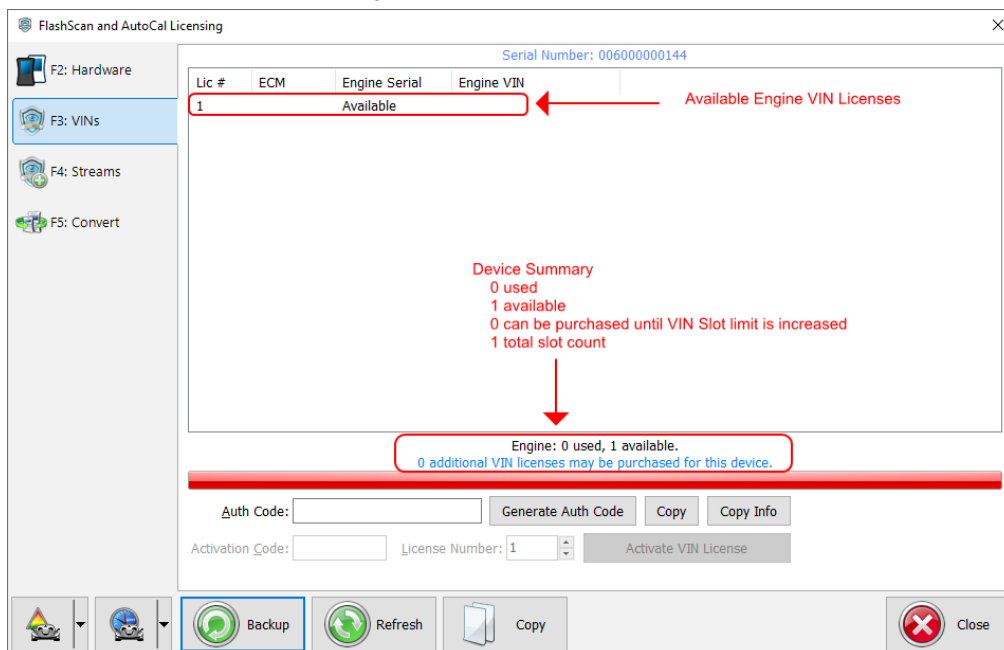 FlashScan and AutoCal Licensing
F2: Hardware
F3: VINs
F4: Streams
F5: Convert
Serial Number: 006000000144
Lic # ECM Engine Serial Engine VIN
1 Available
Available Engine VIN Licenses
Device Summary
0 used
1 available
0 can be purchased until VIN Slot limit is increased
1 total slot count
Engine: 0 used, 1 available.
0 additional VIN licenses may be purchased for this device.
Auth Code: Generate Auth Code Copy Copy Info
Activation Code: License Number: 1 Activate VIN License
Backup Refresh Copy Close